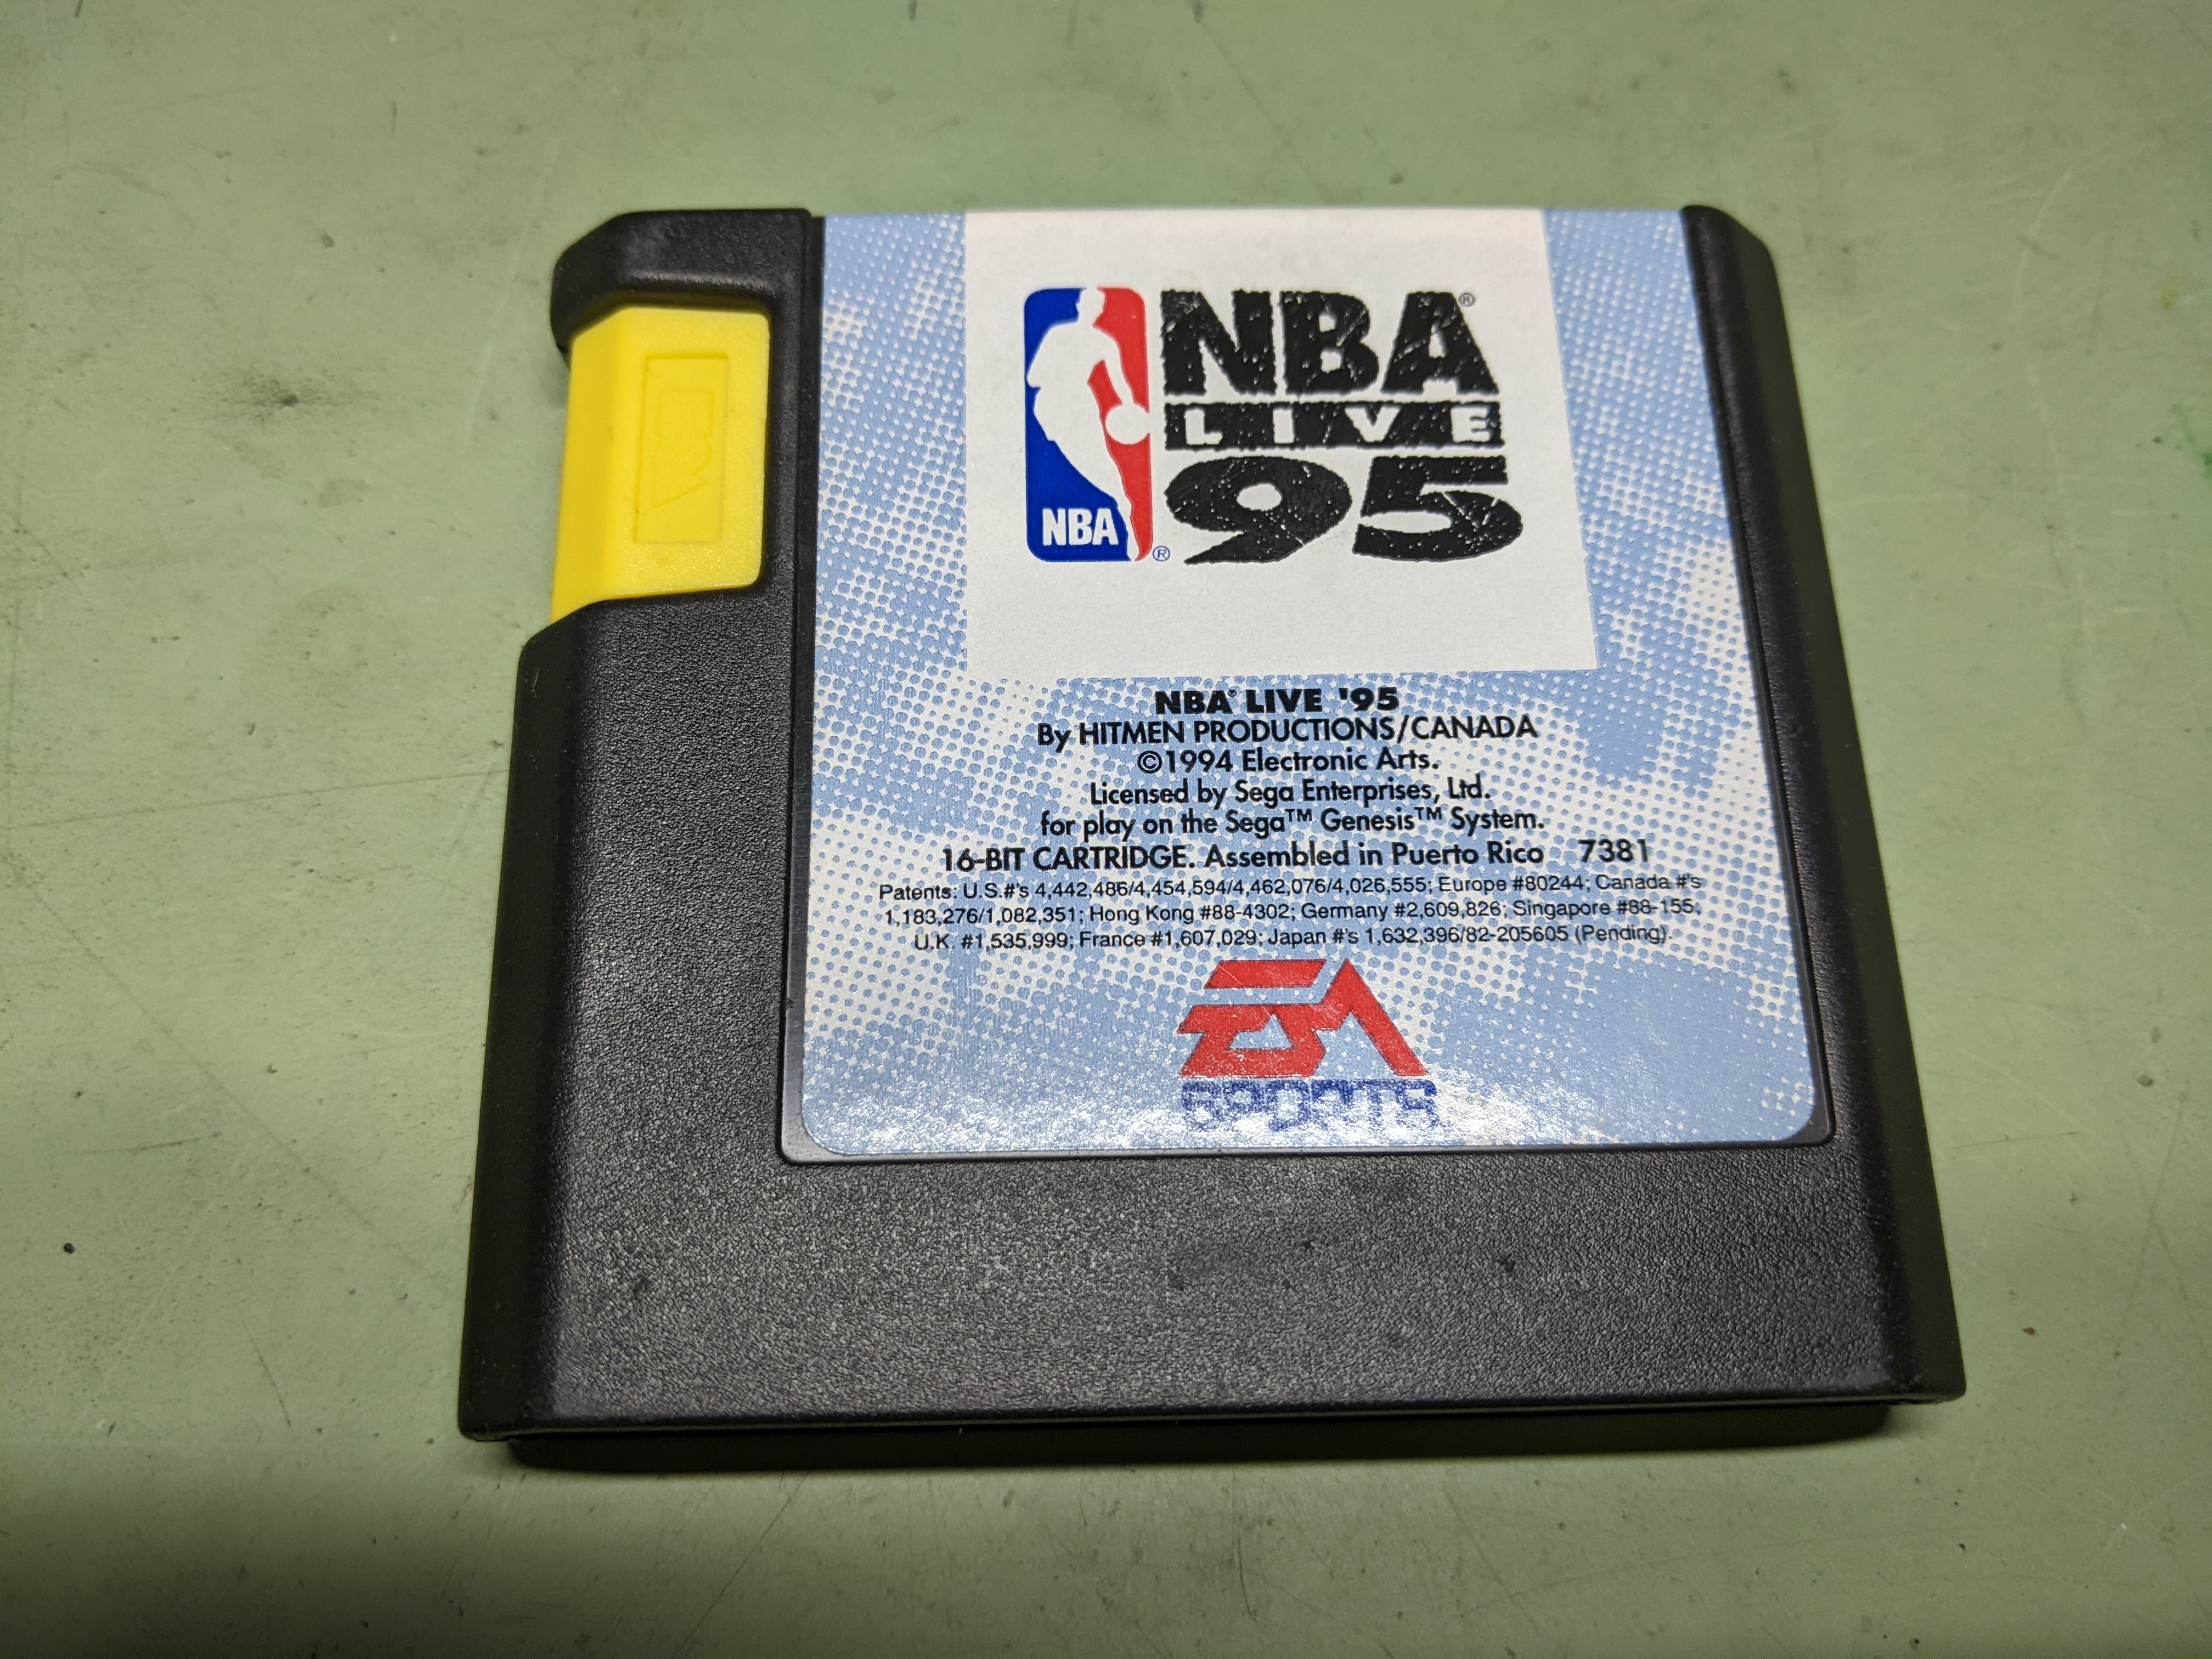 NBA®
LIVE
95
NBA®
NBA® LIVE '95
By HITMEN PRODUCTIONS/CANADA
©1994 Electronic Arts.
Licensed by Sega Enterprises, Ltd.
for play on the Sega™ Genesis™ System.
16-BIT CARTRIDGE. Assembled in Puerto Rico 7381
Patents: U.S.#'s 4,442,486/4,454,594/4,462,076/4,026,555; Europe #80244; Canada #'s
1,183,276/1,082,351; Hong Kong #88-4302; Germany #2,609,826; Singapore #88-155;
U.K. #1,535,999; France #1,607,029; Japan #'s 1,632,396/82-205605 (Pending).
EA
SPORTS